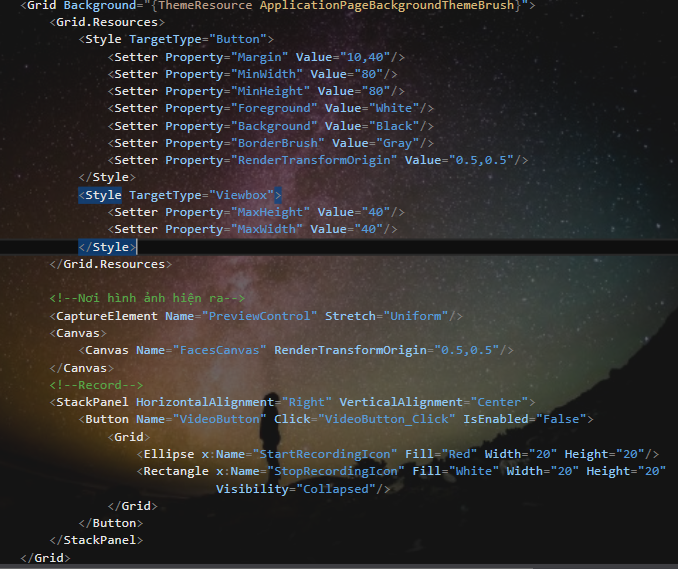 <Grid Background="{ThemeResource ApplicationPageBackgroundThemeBrush}">
<Grid.Resources>
<Style TargetType="Button">
<Setter Property="Margin" Value="10,40"/>
<Setter Property="MinWidth" Value="80"/>
<Setter Property="MinHeight" Value="80"/>
<Setter Property="Foreground" Value="White"/>
<Setter Property="Background" Value="Black"/>
<Setter Property="BorderBrush" Value="Gray"/>
<Setter Property="RenderTransformOrigin" Value="0.5,0.5"/>
</Style>
<Style TargetType="Viewbox">
<Setter Property="MaxHeight" Value="40"/>
<Setter Property="MaxWidth" Value="40"/>
</Style>
</Grid.Resources>
<!--Nơi hình ảnh hiện ra-->
<CaptureElement Name="PreviewControl" Stretch="Uniform"/>
<Canvas>
<Canvas Name="FacesCanvas" RenderTransformOrigin="0.5,0.5"/>
</Canvas>
<!--Record-->
<StackPanel HorizontalAlignment="Right" VerticalAlignment="Center">
<Button Name="VideoButton" Click="VideoButton_Click" IsEnabled="False">
<Grid>
<Ellipse x:Name="StartRecordingIcon" Fill="Red" Width="20" Height="20"/>
<Rectangle x:Name="StopRecordingIcon" Fill="White" Width="20" Height="20"
Visibility="Collapsed"/>
</Grid>
</Button>
</StackPanel>
</Grid>